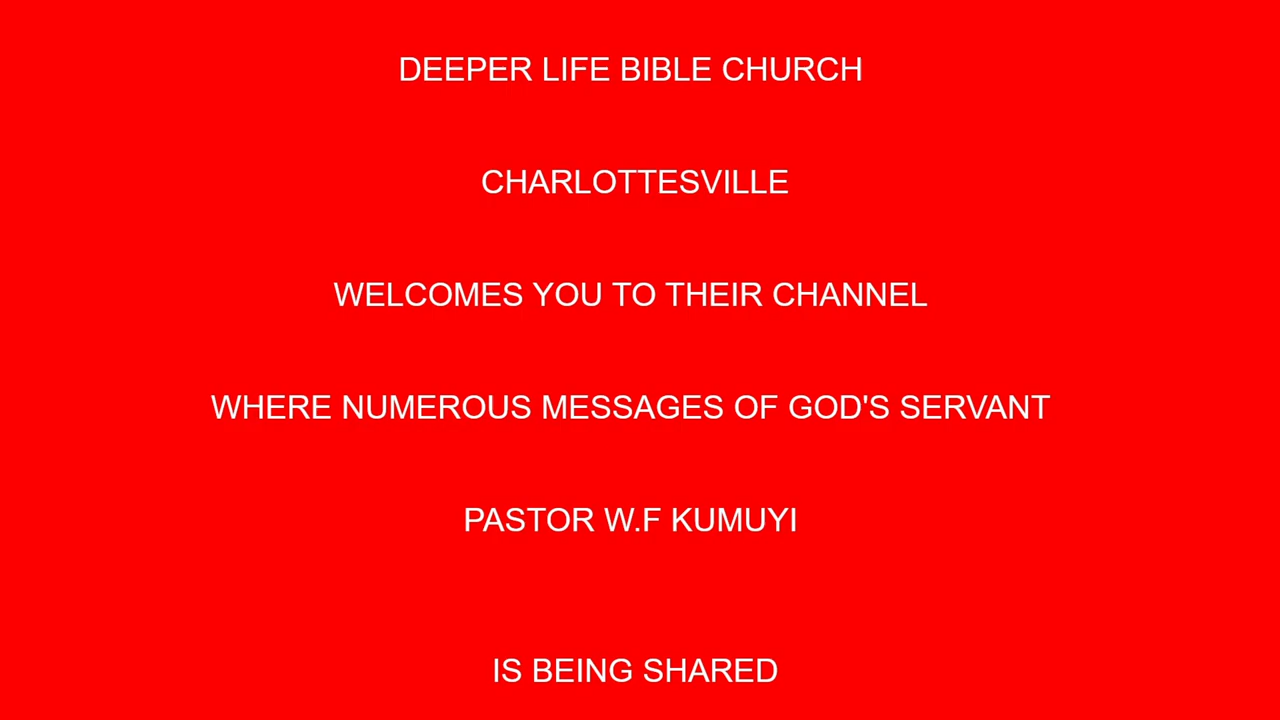 DEEPER LIFE BIBLE CHURCH
CHARLOTTESVILLE
WELCOMES YOU TO THEIR CHANNEL
WHERE NUMEROUS MESSAGES OF GOD'S SERVANT
PASTOR W.F KUMUYI
IS BEING SHARED